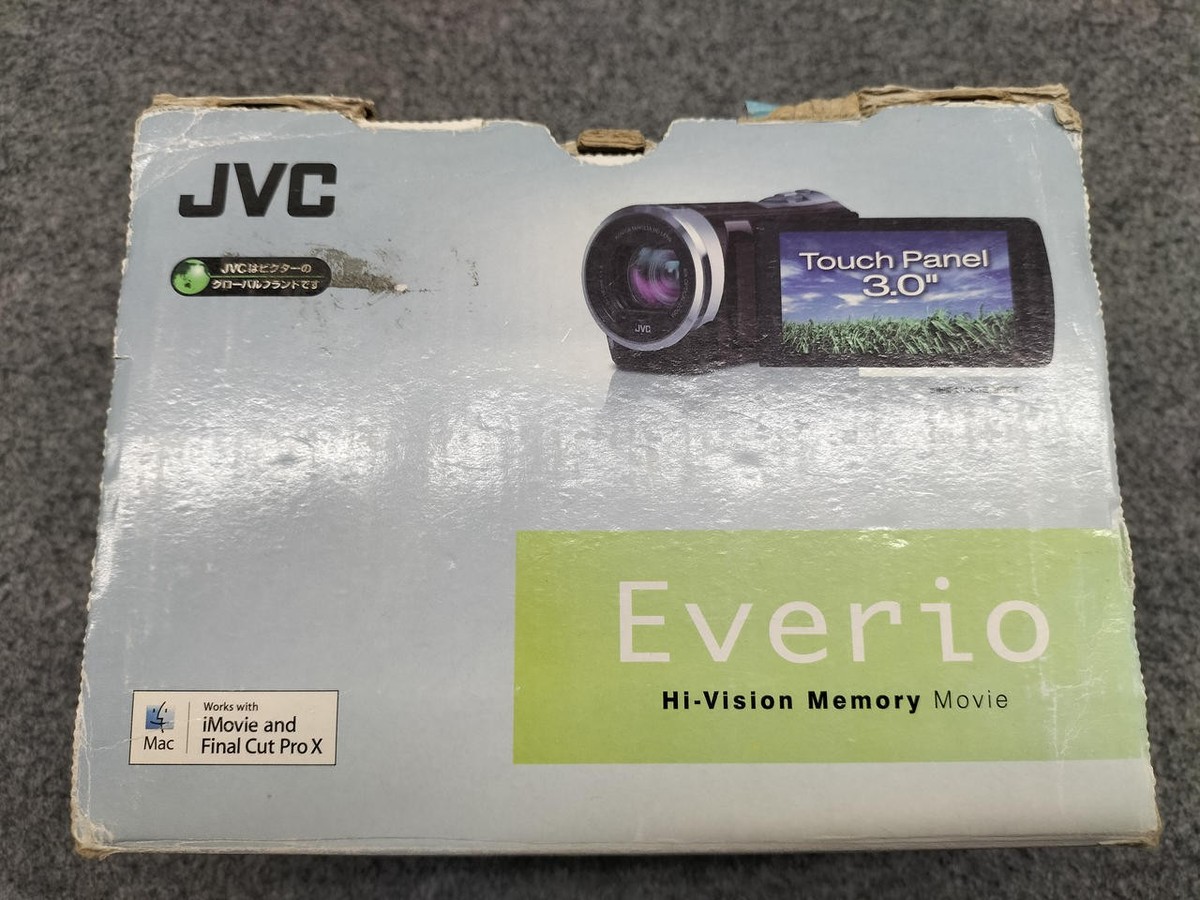 JVC
JVCはビクターの
グローバルブランドです
JVC
Touch Panel
3.0"
Everio
Hi-Vision Memory Movie
Mac
Works with
iMovie and
Final Cut Pro X